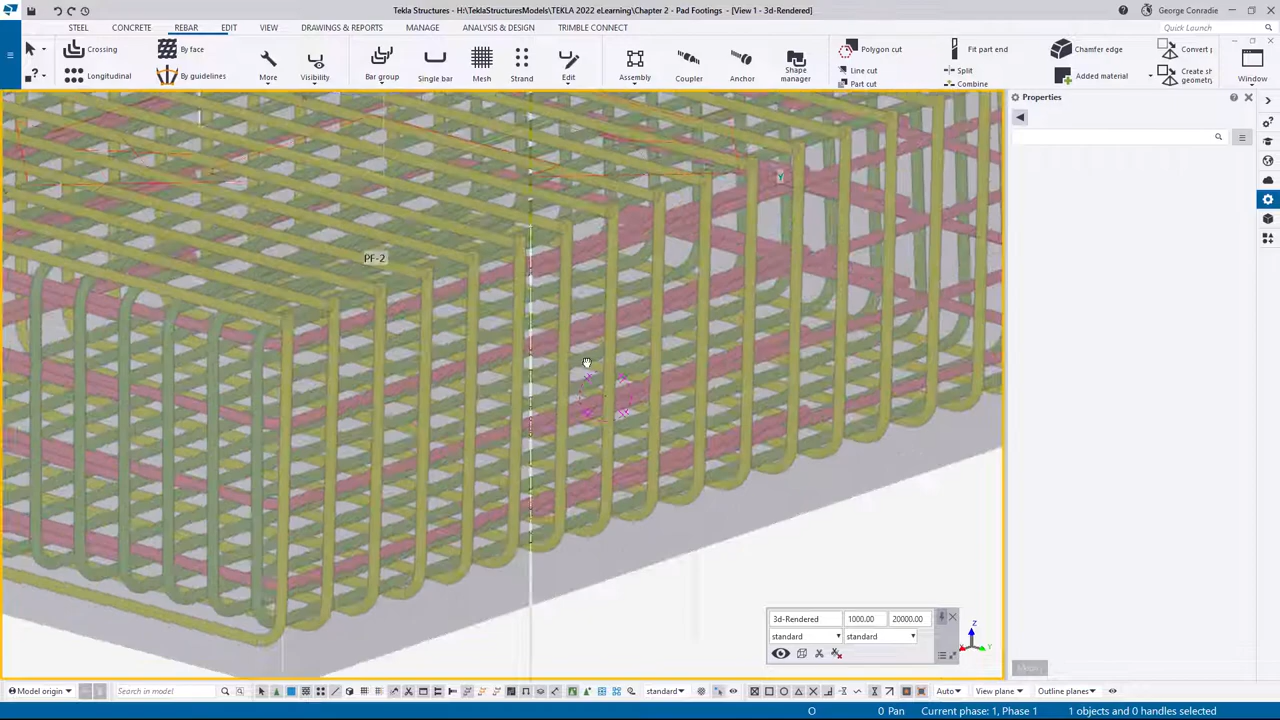 Tekla Structures - H:\TeklaStructuresModels\TEKLA 2022 eLearning\Chapter 2 - Pad Footings - [View 1 - 3d-Rendered]
George Conradie
STEEL CONCRETE REBAR EDIT VIEW DRAWINGS & REPORTS MANAGE ANALYSIS & DESIGN TRIMBLE CONNECT
Quick Launch
Crossing
Longitudinal
By face
By guidelines
More
Visibility
Bar group
Single bar
Mesh
Strand
Edit
Assembly
Coupler
Anchor
Shape manager
Polygon cut
Line cut
Part cut
Fit part end
Split
Combine
Chamfer edge
Added material
Convert
Create sh
geometry
Window
Properties
Y
PF-2
3d-Rendered 1000.00 20000.00
standard standard
Z
Y
Modify
Model origin Search in model standard Auto View plane Outline planes
O 0 Pan Current phase: 1, Phase 1 1 objects and 0 handles selected